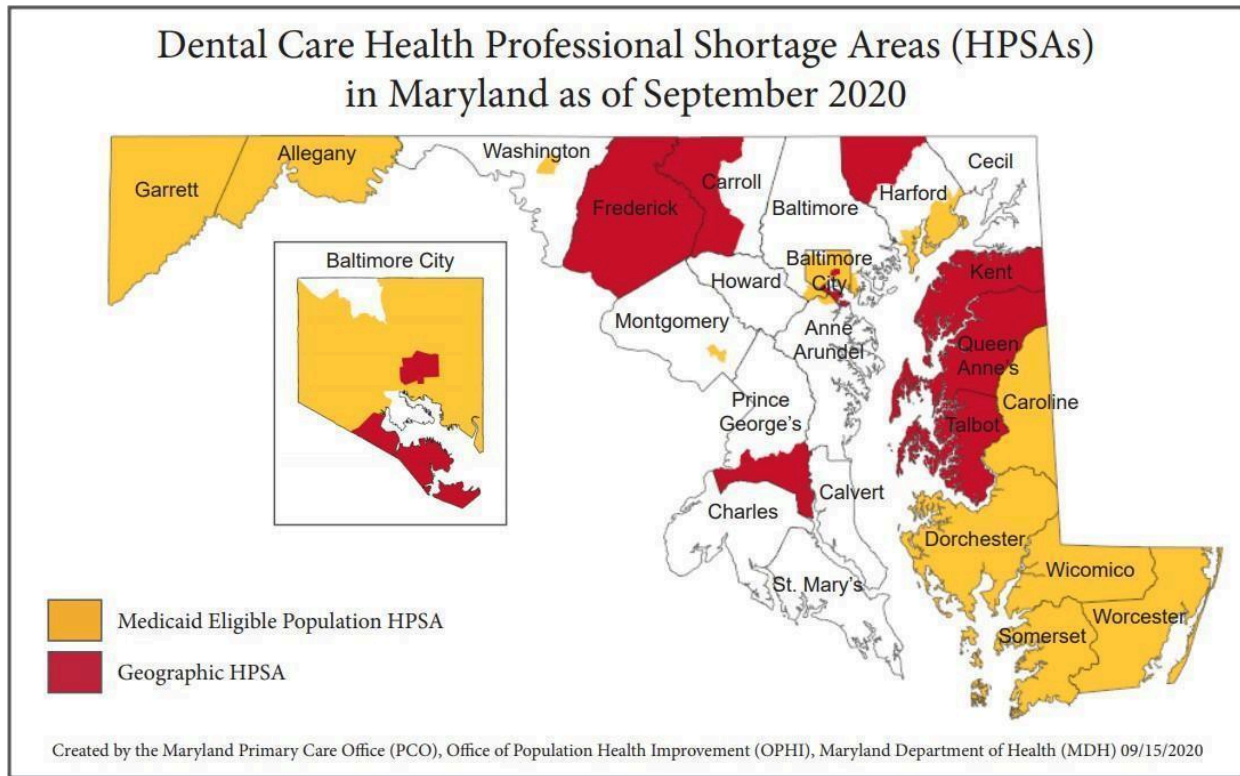 Dental Care Health Professional Shortage Areas (HPSAs)
in Maryland as of September 2020
Garrett
Allegany
Washington
Frederick
Carroll
Baltimore
Harford
Cecil
Baltimore City
Baltimore
City
Howard
Montgomery
Anne
Arundel
Kent
Queen
Anne's
Talbot
Caroline
Prince
George's
Charles
Calvert
St. Mary's
Dorchester
Wicomico
Worcester
Somerset
Medicaid Eligible Population HPSA
Geographic HPSA
Created by the Maryland Primary Care Office (PCO), Office of Population Health Improvement (OPHI), Maryland Department of Health (MDH) 09/15/2020